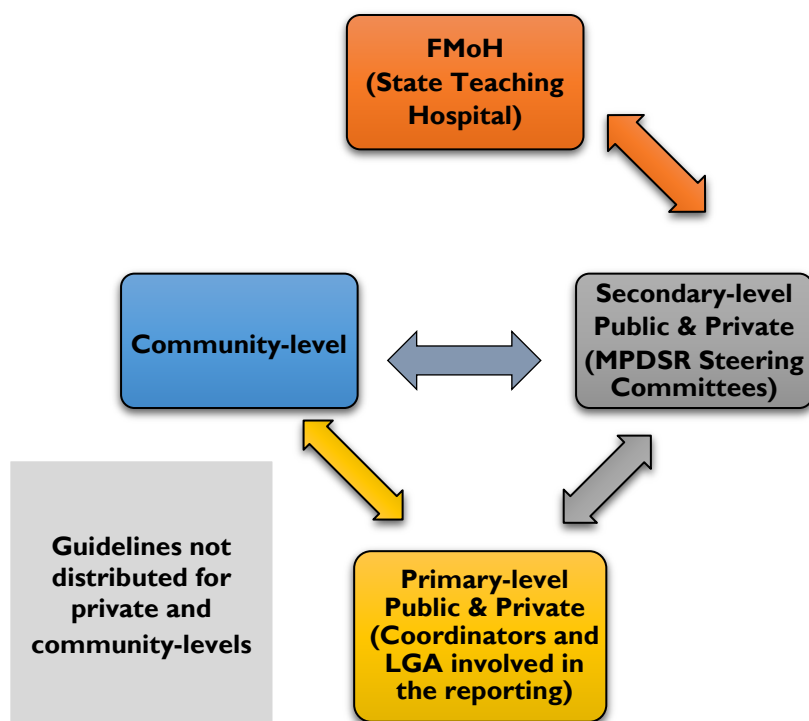 FMoH
(State Teaching
Hospital)
Community-level
Secondary-level
Public & Private
(MPDSR Steering
Committees)
Guidelines not
distributed for
private and
community-levels
Primary-level
Public & Private
(Coordinators and
LGA involved in
the reporting)